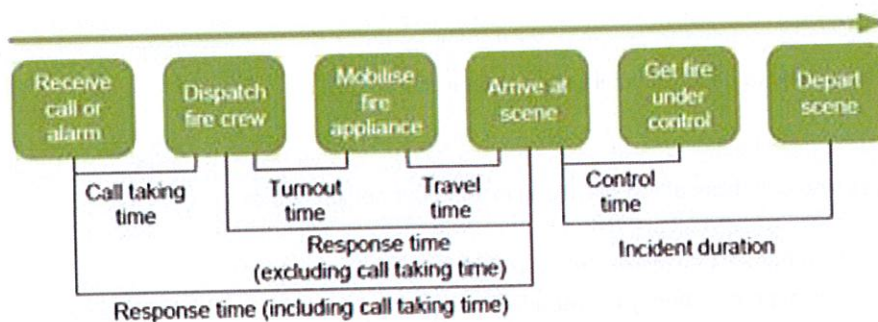 Receive
call or
alarm
Dispatch
fire crew
Mobilise
fire
appliance
Arrive at
scene
Get fire
under
control
Depart
scene
Call taking
time
Turnout
time
Travel
time
Control
time
Response time
(excluding call taking time)
Incident duration
Response time (including call taking time)